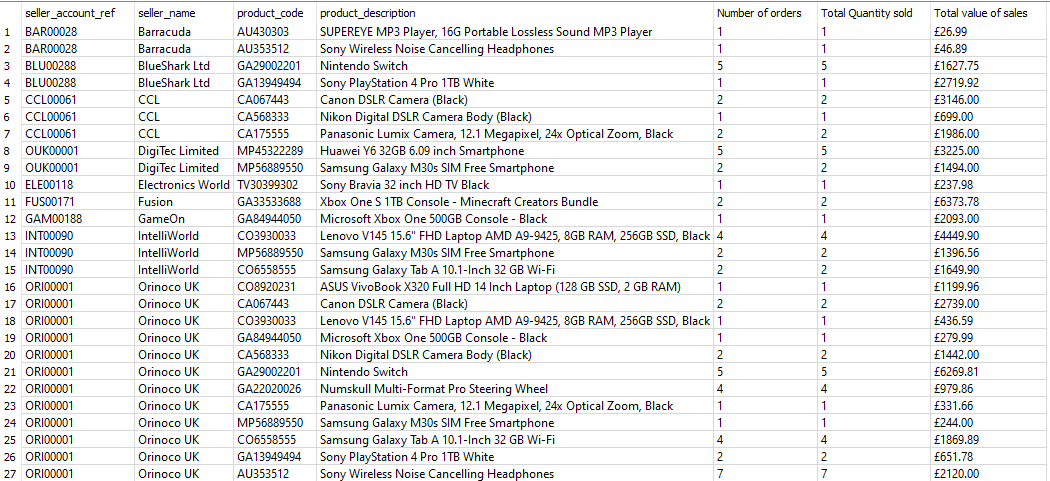 seller_account_ref seller_name product_code product_description Number of orders Total Quantity sold Total value of sales
1 BAR00028 Barracuda AU430303 SUPEREYE MP3 Player, 16G Portable Lossless Sound MP3 Player 1 1 £26.99
2 BAR00028 Barracuda AU353512 Sony Wireless Noise Cancelling Headphones 1 1 £46.89
3 BLU00288 BlueShark Ltd GA29002201 Nintendo Switch 5 5 £1627.75
4 BLU00288 BlueShark Ltd GA13949494 Sony PlayStation 4 Pro 1TB White 1 1 £2719.92
5 CCL00061 CCL CA067443 Canon DSLR Camera (Black) 2 2 £3146.00
6 CCL00061 CCL CA568333 Nikon Digital DSLR Camera Body (Black) 1 1 £699.00
7 CCL00061 CCL CA175555 Panasonic Lumix Camera, 12.1 Megapixel, 24x Optical Zoom, Black 2 2 £1986.00
8 OUK00001 DigiTec Limited MP45322289 Huawei Y6 32GB 6.09 inch Smartphone 5 5 £3225.00
9 OUK00001 DigiTec Limited MP56889550 Samsung Galaxy M30s SIM Free Smartphone 2 2 £1494.00
10 ELE00118 Electronics World TV30399302 Sony Bravia 32 inch HD TV Black 1 1 £237.98
11 FUS00171 Fusion GA33533688 Xbox One S 1TB Console - Minecraft Creators Bundle 2 2 £6373.78
12 GAM00188 GameOn GA84944050 Microsoft Xbox One 500GB Console - Black 1 1 £2093.00
13 INT00090 IntelliWorld CO3930033 Lenovo V145 15.6" FHD Laptop AMD A9-9425, 8GB RAM, 256GB SSD, Black 4 4 £4449.90
14 INT00090 IntelliWorld MP56889550 Samsung Galaxy M30s SIM Free Smartphone 2 2 £1396.56
15 INT00090 IntelliWorld CO6558555 Samsung Galaxy Tab A 10.1-Inch 32 GB Wi-Fi 2 2 £1649.90
16 ORI00001 Orinoco UK CO8920231 ASUS VivoBook X320 Full HD 14 Inch Laptop (128 GB SSD, 2 GB RAM) 1 1 £1199.96
17 ORI00001 Orinoco UK CA067443 Canon DSLR Camera (Black) 2 2 £2739.00
18 ORI00001 Orinoco UK CO3930033 Lenovo V145 15.6" FHD Laptop AMD A9-9425, 8GB RAM, 256GB SSD, Black 1 1 £436.59
19 ORI00001 Orinoco UK GA84944050 Microsoft Xbox One 500GB Console - Black 1 1 £279.99
20 ORI00001 Orinoco UK CA568333 Nikon Digital DSLR Camera Body (Black) 2 2 £1442.00
21 ORI00001 Orinoco UK GA29002201 Nintendo Switch 5 5 £6269.81
22 ORI00001 Orinoco UK GA22020026 Numskull Multi-Format Pro Steering Wheel 4 4 £979.86
23 ORI00001 Orinoco UK CA175555 Panasonic Lumix Camera, 12.1 Megapixel, 24x Optical Zoom, Black 1 1 £331.66
24 ORI00001 Orinoco UK MP56889550 Samsung Galaxy M30s SIM Free Smartphone 1 1 £244.00
25 ORI00001 Orinoco UK CO6558555 Samsung Galaxy Tab A 10.1-Inch 32 GB Wi-Fi 4 4 £1869.89
26 ORI00001 Orinoco UK GA13949494 Sony PlayStation 4 Pro 1TB White 2 2 £651.78
27 ORI00001 Orinoco UK AU353512 Sony Wireless Noise Cancelling Headphones 7 7 £2120.00